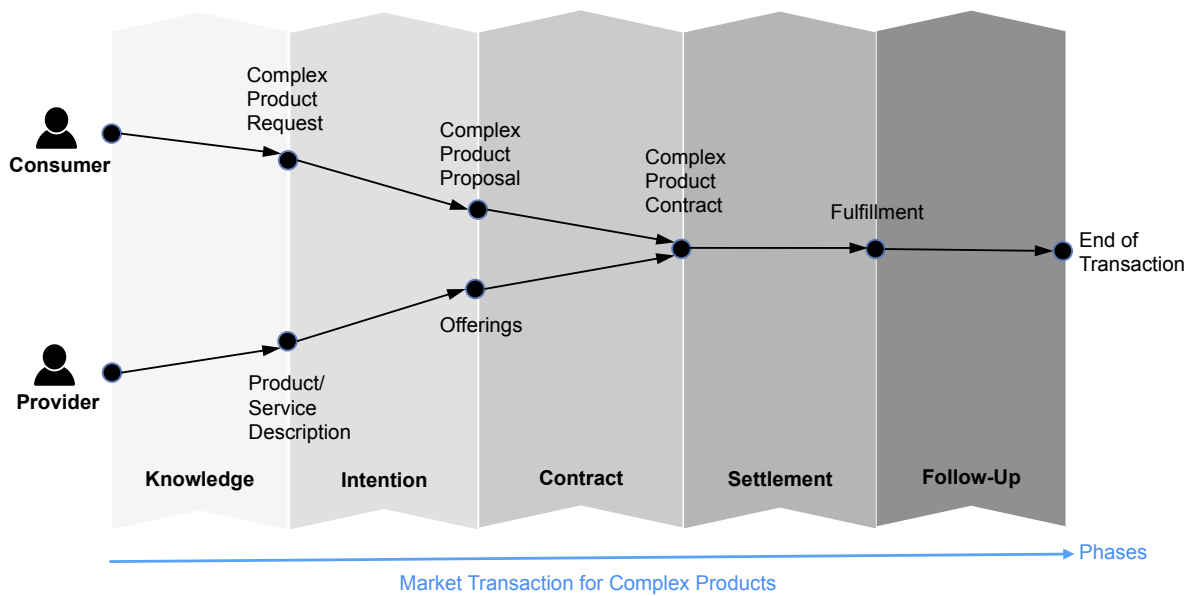 Complex
Product
Request
Consumer
Complex
Product
Proposal
Complex
Product
Contract
Fulfillment
End of
Transaction
Offerings
Provider
Product/
Service
Description
Knowledge
Intention
Contract
Settlement
Follow-Up
Phases
Market Transaction for Complex Products